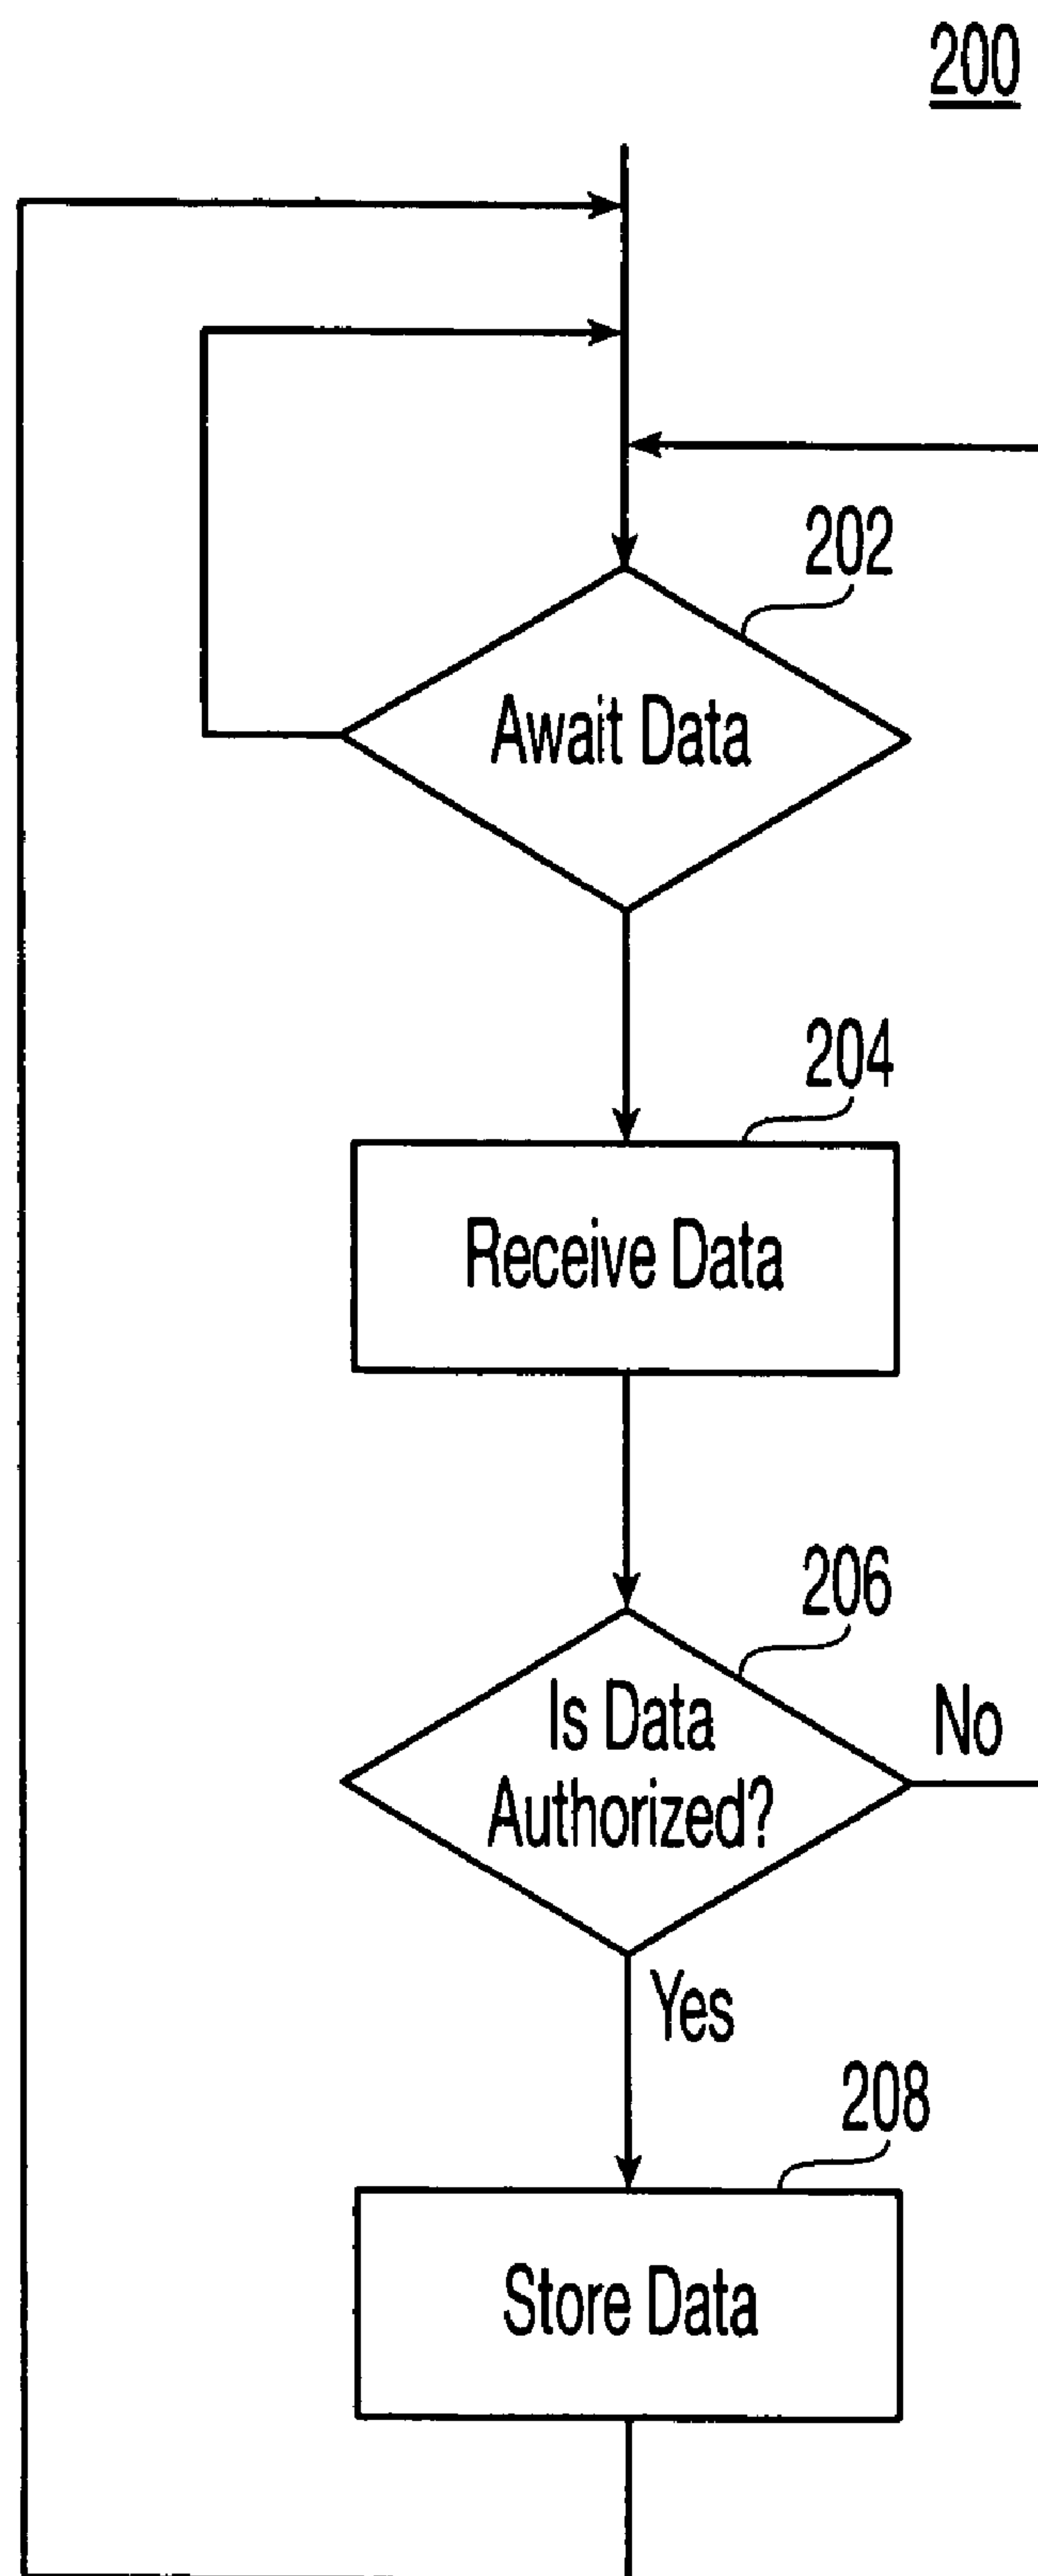 200
202
Await Data
204
Receive Data
206
Is Data
Authorized?
No
Yes
208
Store Data